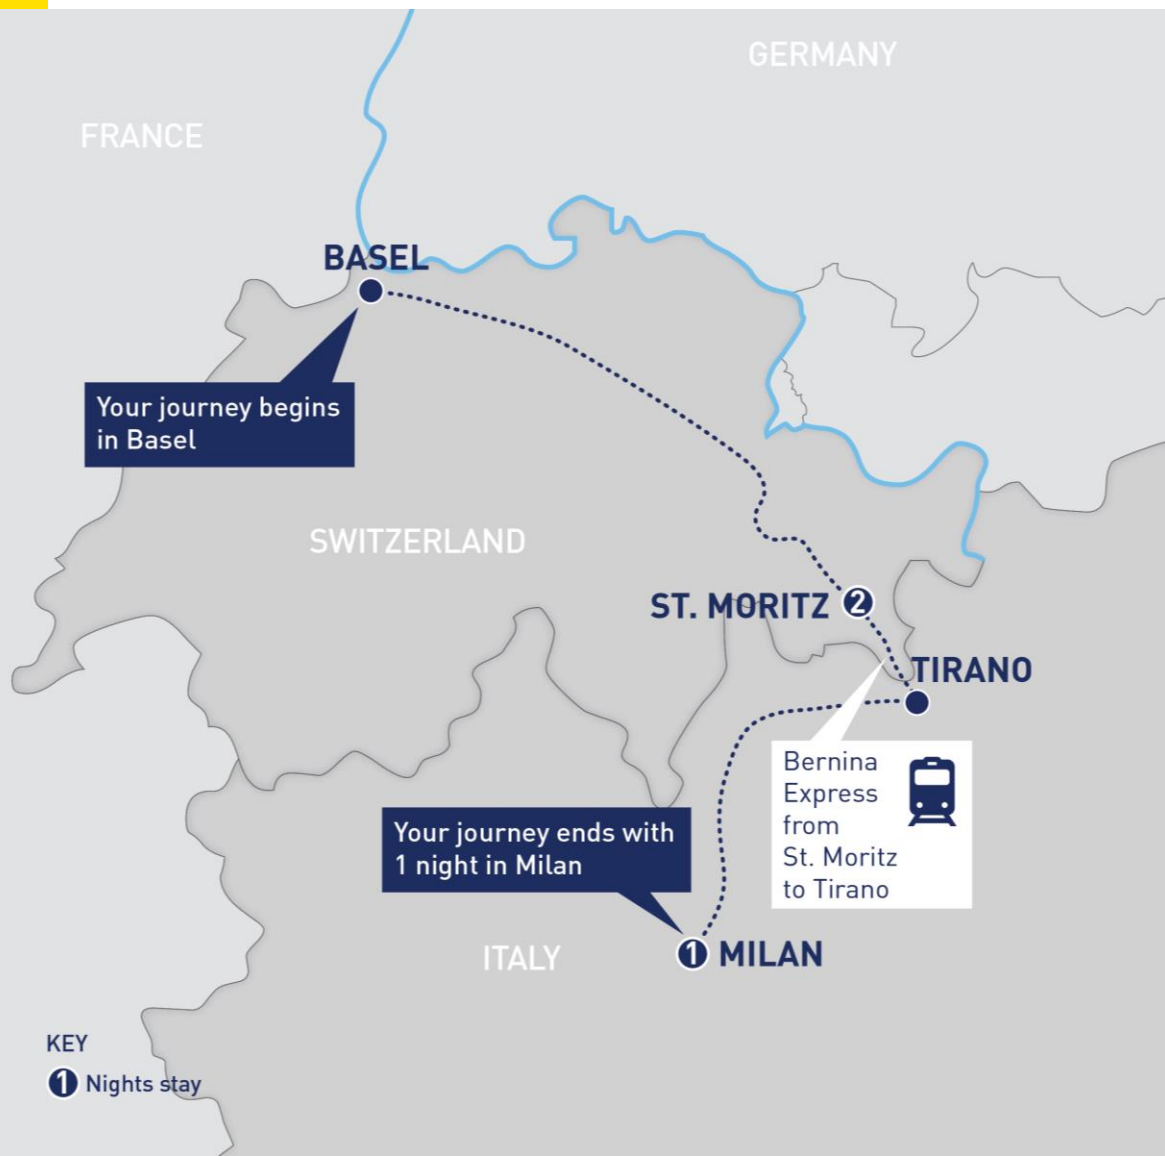 GERMANY
FRANCE
BASEL
Your journey begins
in Basel
SWITZERLAND
ST. MORITZ 2
TIRANO
Bernina
Express
from
St. Moritz
to Tirano
Your journey ends with
1 night in Milan
ITALY
1 MILAN
KEY
1 Nights stay